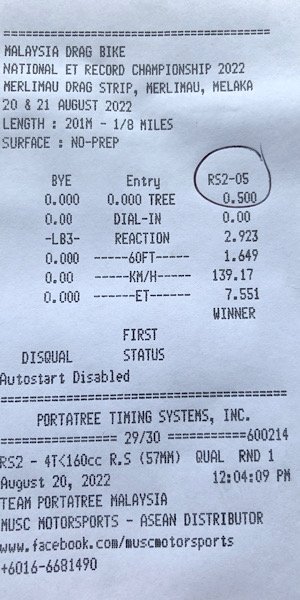 ==============================
MALAYSIA DRAG BIKE
NATIONAL ET RECORD CHAMPIONSHIP 2022
MERLIMAU DRAG STRIP, MERLIMAU, MELAKA
20 & 21 AUGUST 2022
LENGTH : 201M - 1/8 MILES
SURFACE : NO-PREP
BYE Entry RS2-05
0.000 0.000 TREE 0.500
0.00 DIAL-IN 0.00
-LB3- REACTION 2.923
0.000 -----60FT----- 1.649
0.00 -----KM/H----- 139.17
0.000 ------ET------ 7.551
WINNER
FIRST
DISQUAL STATUS
Autostart Disabled
==============================
PORTATREE TIMING SYSTEMS, INC.
=============== 29/30 ===========600214
RS2 - 4T<160cc R.S (57MM) QUAL RND 1
August 20, 2022 12:04:09 PM
TEAM PORTATREE MALAYSIA
MUSC MOTORSPORTS - ASEAN DISTRIBUTOR
www.facebook.com/muscmotorsports
+6016-6681490